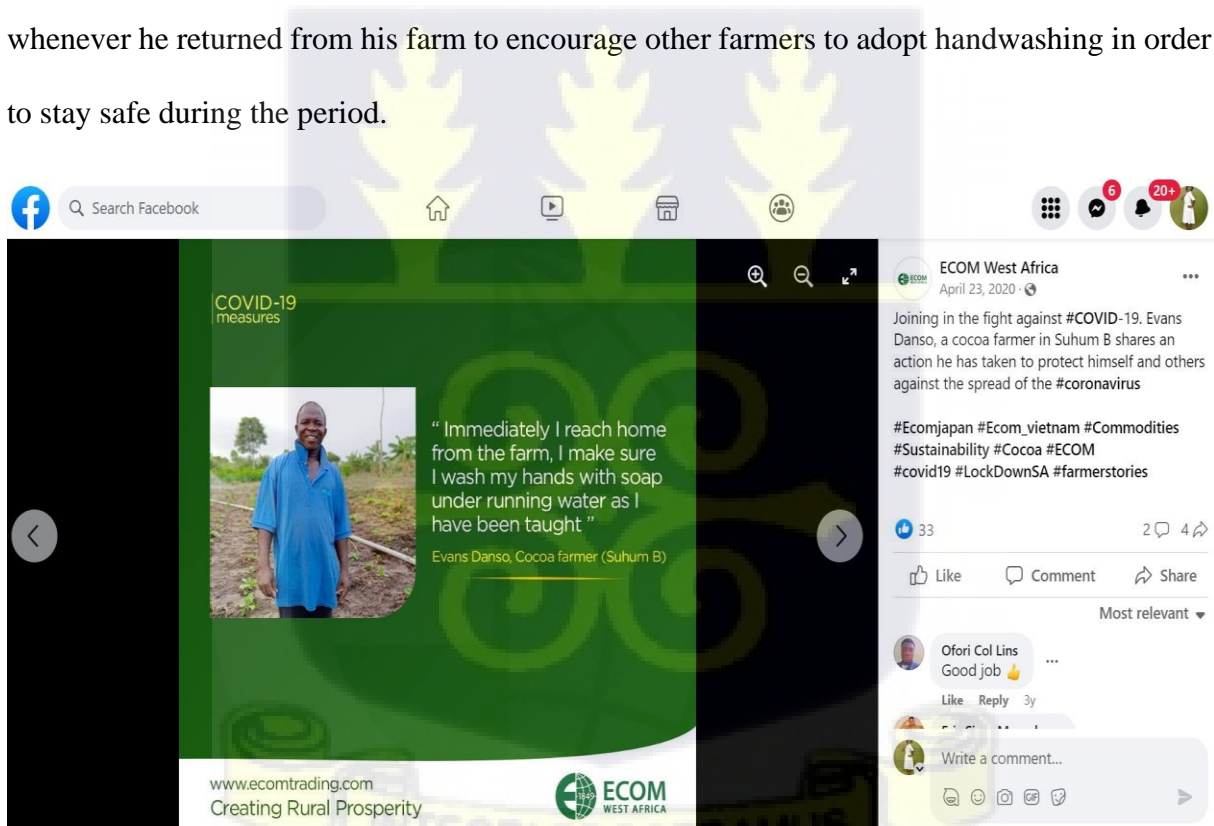 whenever he returned from his farm to encourage other farmers to adopt handwashing in order
to stay safe during the period.
Search Facebook
6
20+
COVID-19
measures
“ Immediately I reach home
from the farm, I make sure
I wash my hands with soap
under running water as I
have been taught ”
Evans Danso, Cocoa farmer (Suhum B)
www.ecomtrading.com
Creating Rural Prosperity
1849
ECOM
WEST AFRICA
ECOM
ECOM West Africa
April 23, 2020 ·
Joining in the fight against #COVID-19. Evans
Danso, a cocoa farmer in Suhum B shares an
action he has taken to protect himself and others
against the spread of the #coronavirus
#Ecomjapan #Ecom_vietnam #Commodities
#Sustainability #Cocoa #ECOM
#covid19 #LockDownSA #farmerstories
33
2 4
Like Comment Share
Most relevant
Ofori Col Lins
Good job 👍
Like Reply 3y
Write a comment...
GIF